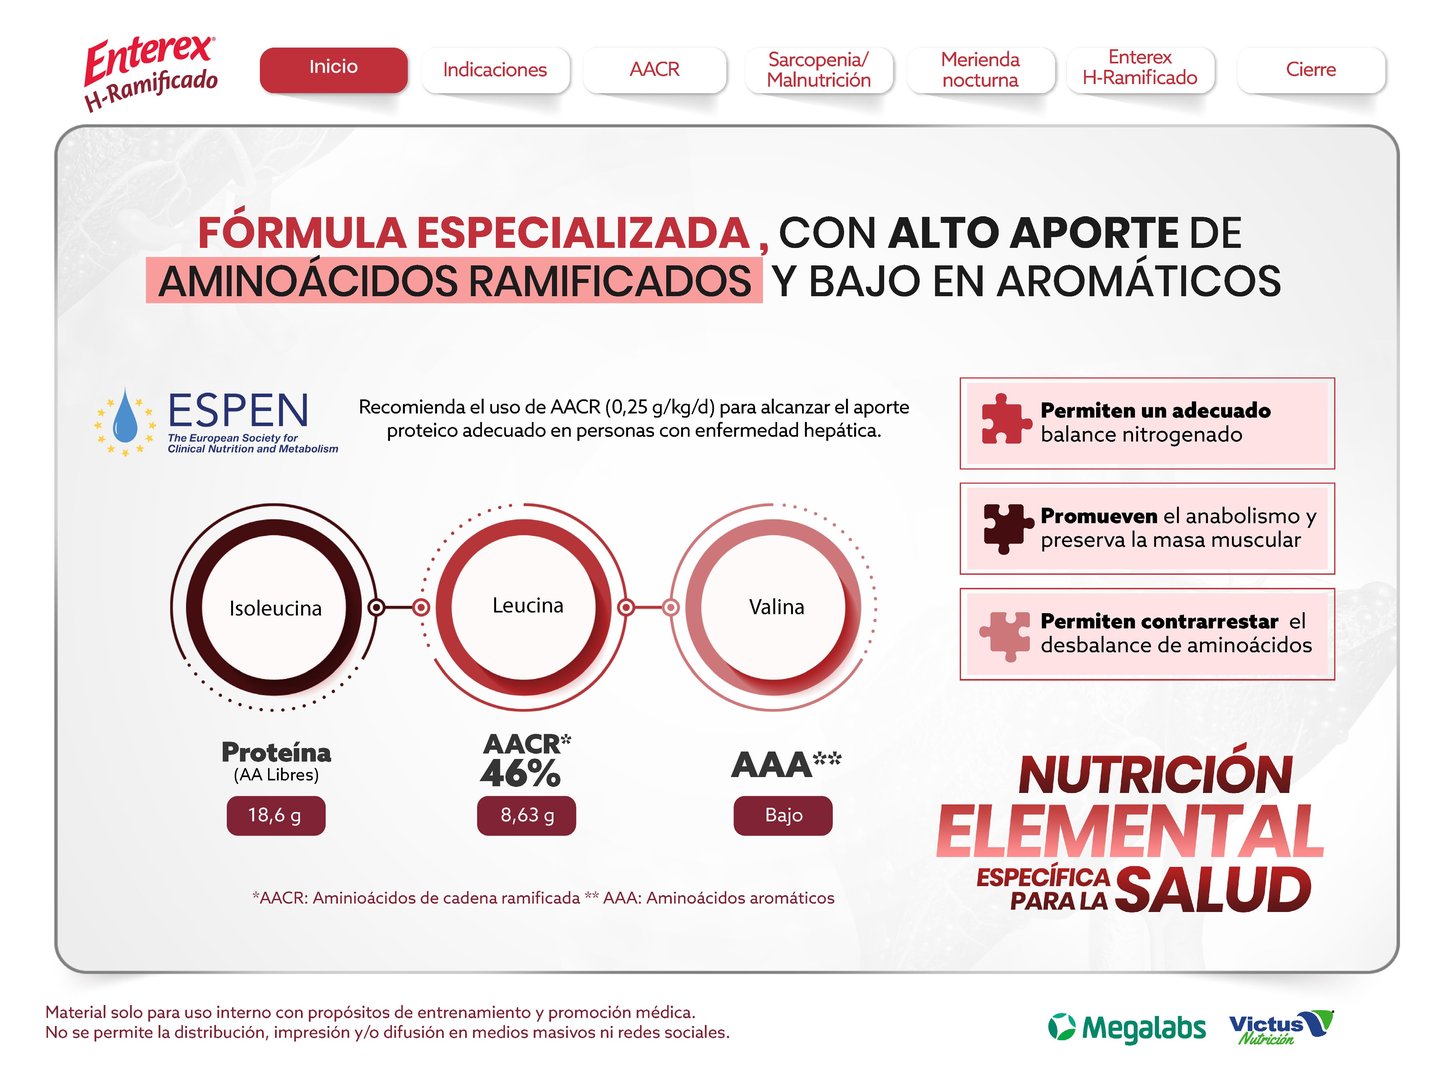 Enterex®
H-Ramificado
Inicio
Indicaciones
AACR
Sarcopenia/
Malnutrición
Merienda
nocturna
Enterex
H-Ramificado
Cierre
FÓRMULA ESPECIALIZADA , CON ALTO APORTE DE
AMINOÁCIDOS RAMIFICADOS Y BAJO EN AROMÁTICOS
ESPEN
The European Society for
Clinical Nutrition and Metabolism
Recomienda el uso de AACR (0,25 g/kg/d) para alcanzar el aporte
proteico adecuado en personas con enfermedad hepática.
Isoleucina
Leucina
Valina
Proteína
(AA Libres)
18,6 g
AACR*
46%
8,63 g
AAA**
Bajo
*AACR: Aminioácidos de cadena ramificada ** AAA: Aminoácidos aromáticos
Permiten un adecuado
balance nitrogenado
Promueven el anabolismo y
preserva la masa muscular
Permiten contrarrestar el
desbalance de aminoácidos
NUTRICIÓN
ELEMENTAL
ESPECÍFICA
PARA LA SALUD
Material solo para uso interno con propósitos de entrenamiento y promoción médica.
No se permite la distribución, impresión y/o difusión en medios masivos ni redes sociales.
Megalabs
Victus
Nutrición